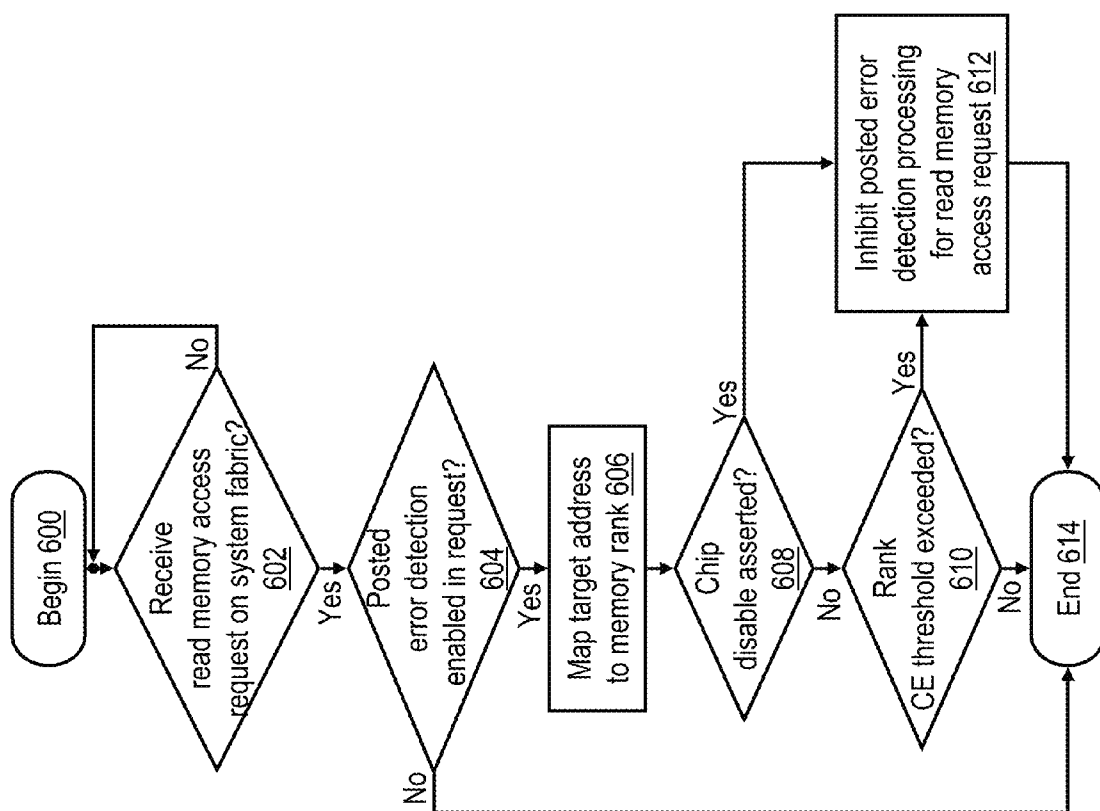 Begin 600
Receive
read memory access
request on system fabric?
602
No
Yes
Posted
error detection
enabled in request?
604
No
Yes
Map target address
to memory rank 606
Chip
disable asserted?
608
Yes
No
Rank
CE threshold exceeded?
610
Yes
No
Inhibit posted error
detection processing
for read memory
access request 612
End 614